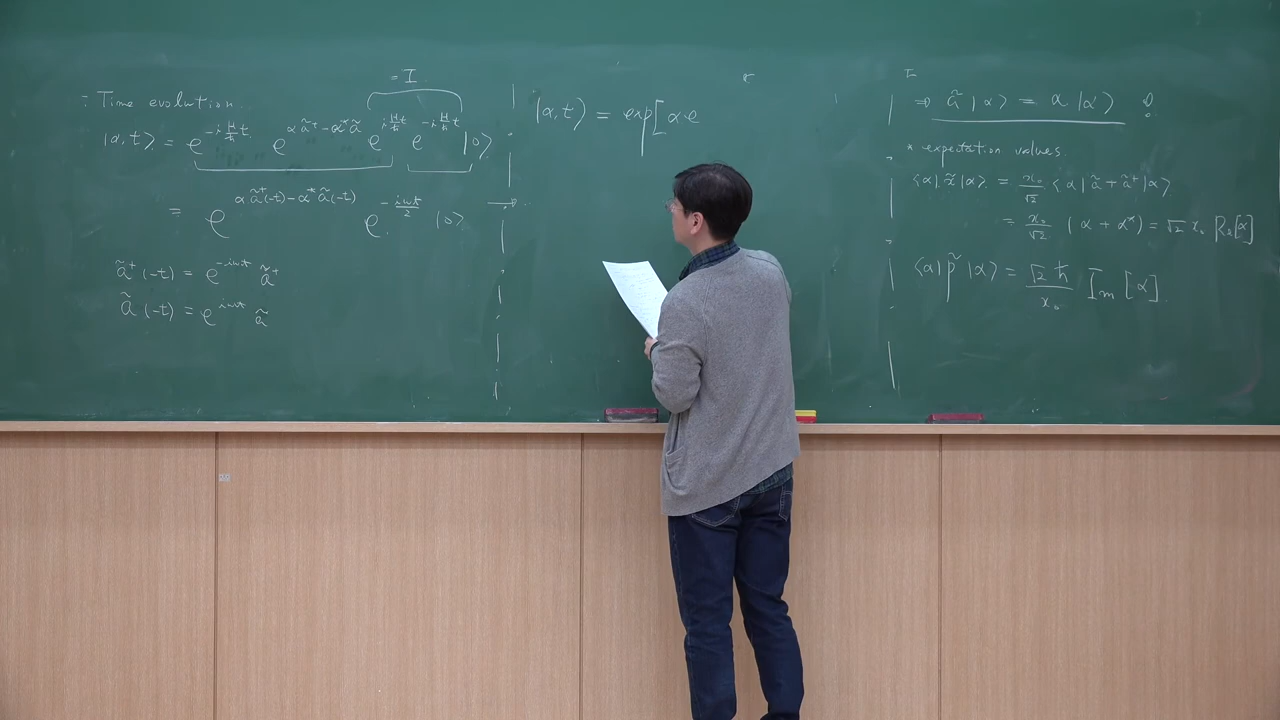 : Time evolution.
= I
|α,t⟩ = e^{-i H/ħ t} e^{α ã⁺ - α* ã} e^{i H/ħ t} e^{-i H/ħ t} |0⟩
= e^{α ã⁺(-t) - α* ã(-t)} e^{-iωt/2} |0⟩ →
ã⁺(-t) = e^{-iωt} ã⁺
ã(-t) = e^{iωt} ã
|α,t⟩ = exp[α e
⇒ ã |α⟩ = α |α⟩ !
* expectation values.
⟨α| x̃ |α⟩ = x₀/√2 ⟨α| ã + ã⁺ |α⟩
= x₀/√2 (α + α*) = √2 x₀ Re[α]
⟨α| p̃ |α⟩ = √2 ħ/x₀ Im [α]